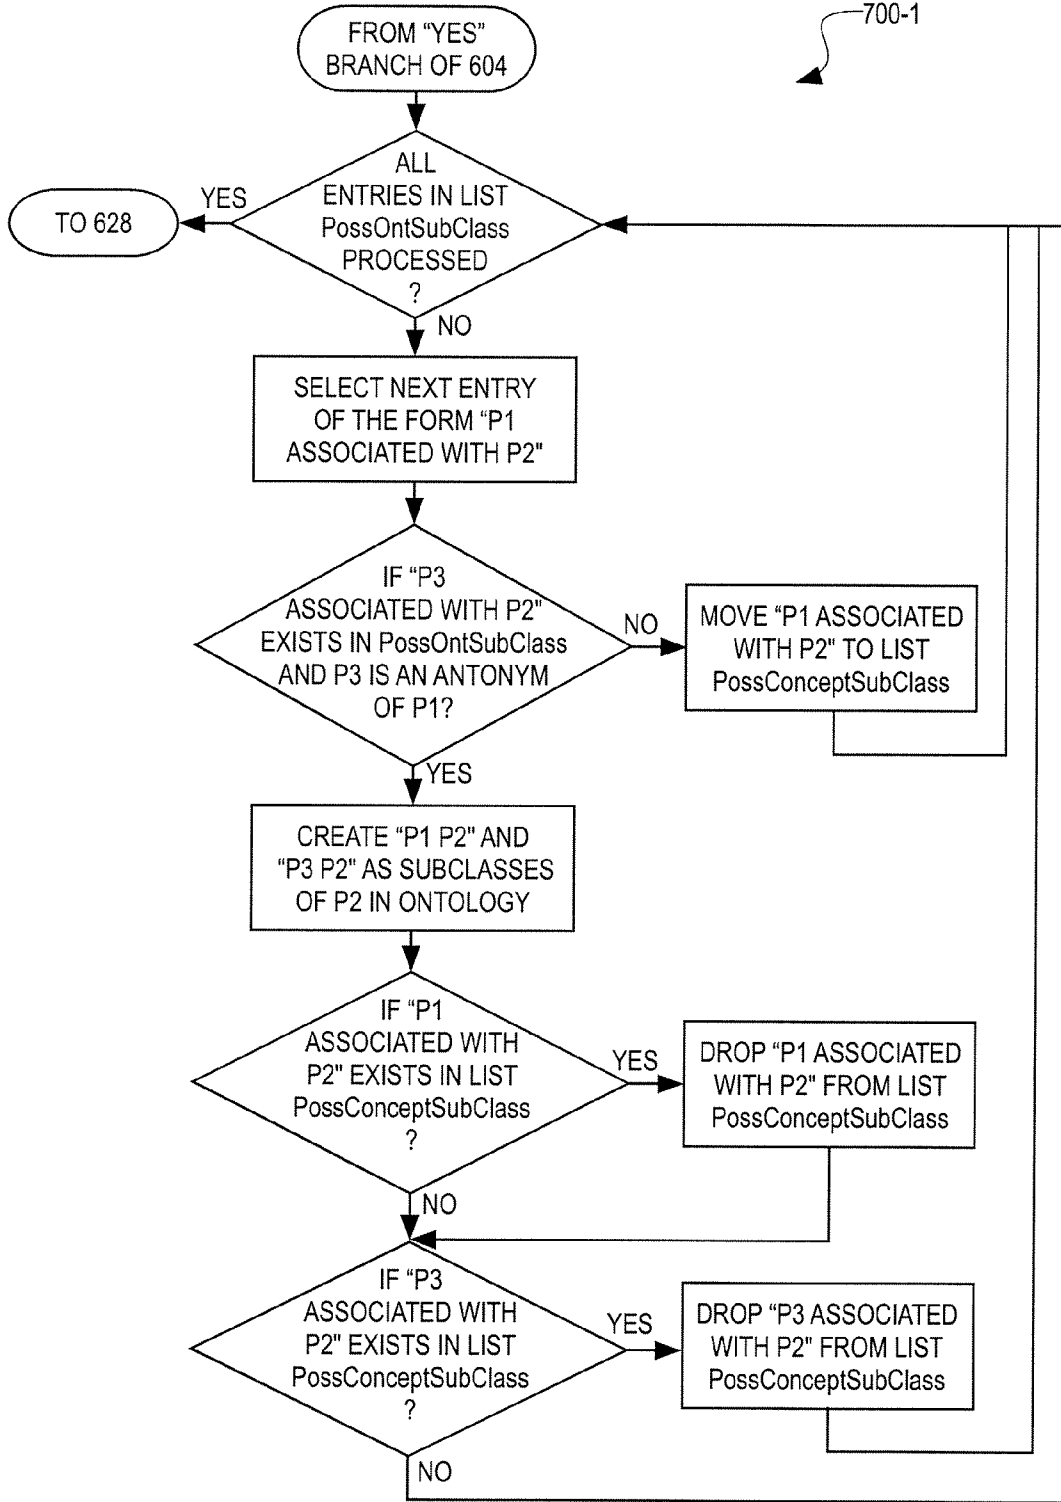 700-1
FROM “YES”
BRANCH OF 604
ALL
ENTRIES IN LIST
PossOntSubClass
PROCESSED
?
YES
TO 628
NO
SELECT NEXT ENTRY
OF THE FORM “P1
ASSOCIATED WITH P2"
IF “P3
ASSOCIATED WITH P2"
EXISTS IN PossOntSubClass
AND P3 IS AN ANTONYM
OF P1?
NO
MOVE “P1 ASSOCIATED
WITH P2" TO LIST
PossConceptSubClass
YES
CREATE “P1 P2" AND
“P3 P2" AS SUBCLASSES
OF P2 IN ONTOLOGY
IF “P1
ASSOCIATED WITH
P2" EXISTS IN LIST
PossConceptSubClass
?
YES
DROP “P1 ASSOCIATED
WITH P2" FROM LIST
PossConceptSubClass
NO
IF “P3
ASSOCIATED WITH
P2" EXISTS IN LIST
PossConceptSubClass
?
YES
DROP “P3 ASSOCIATED
WITH P2" FROM LIST
PossConceptSubClass
NO